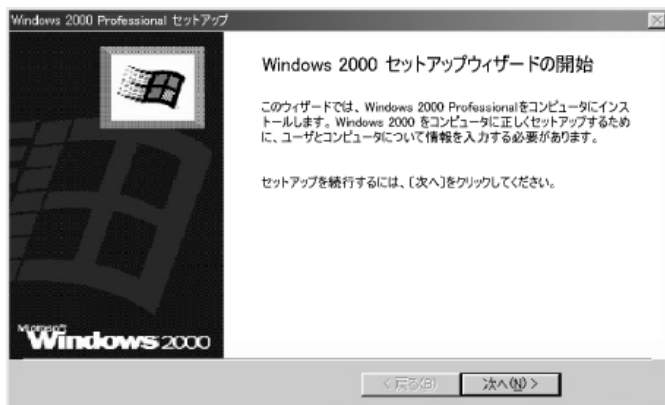 Windows 2000 Professional セットアップ
Windows 2000 セットアップウィザードの開始
このウィザードでは、Windows 2000 Professionalをコンピュータにインス
トールします。Windows 2000 をコンピュータに正しくセットアップするため
に、ユーザとコンピュータについて情報を入力する必要があります。
セットアップを続行するには、[次へ]をクリックしてください。
Microsoft
Windows 2000
< 戻る(B)
次へ(N) >